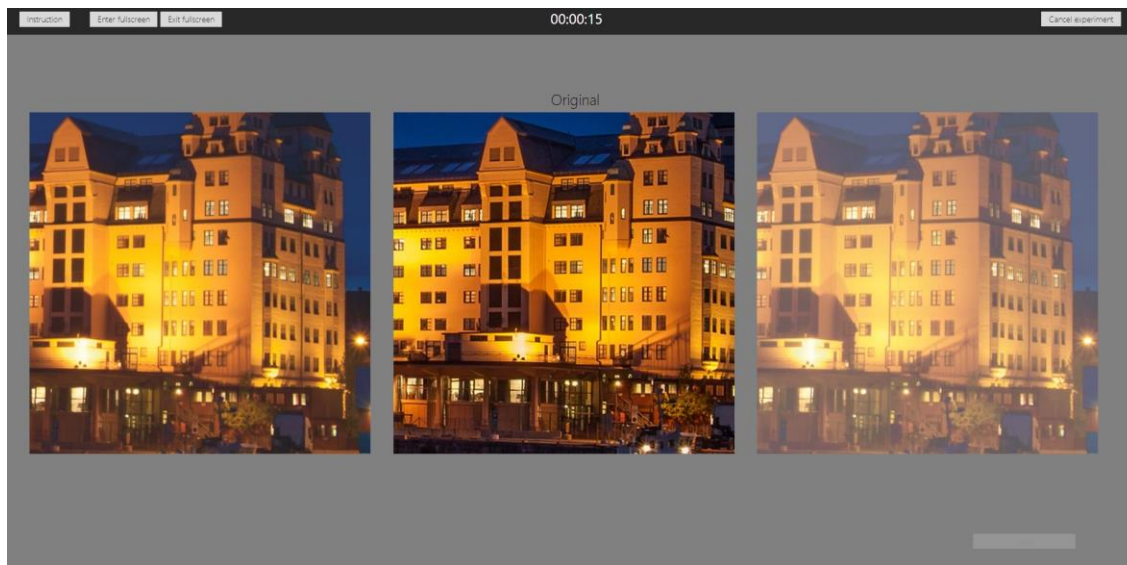 Instruction
Enter fullscreen
Exit fullscreen
00:00:15
Cancel experiment
Original